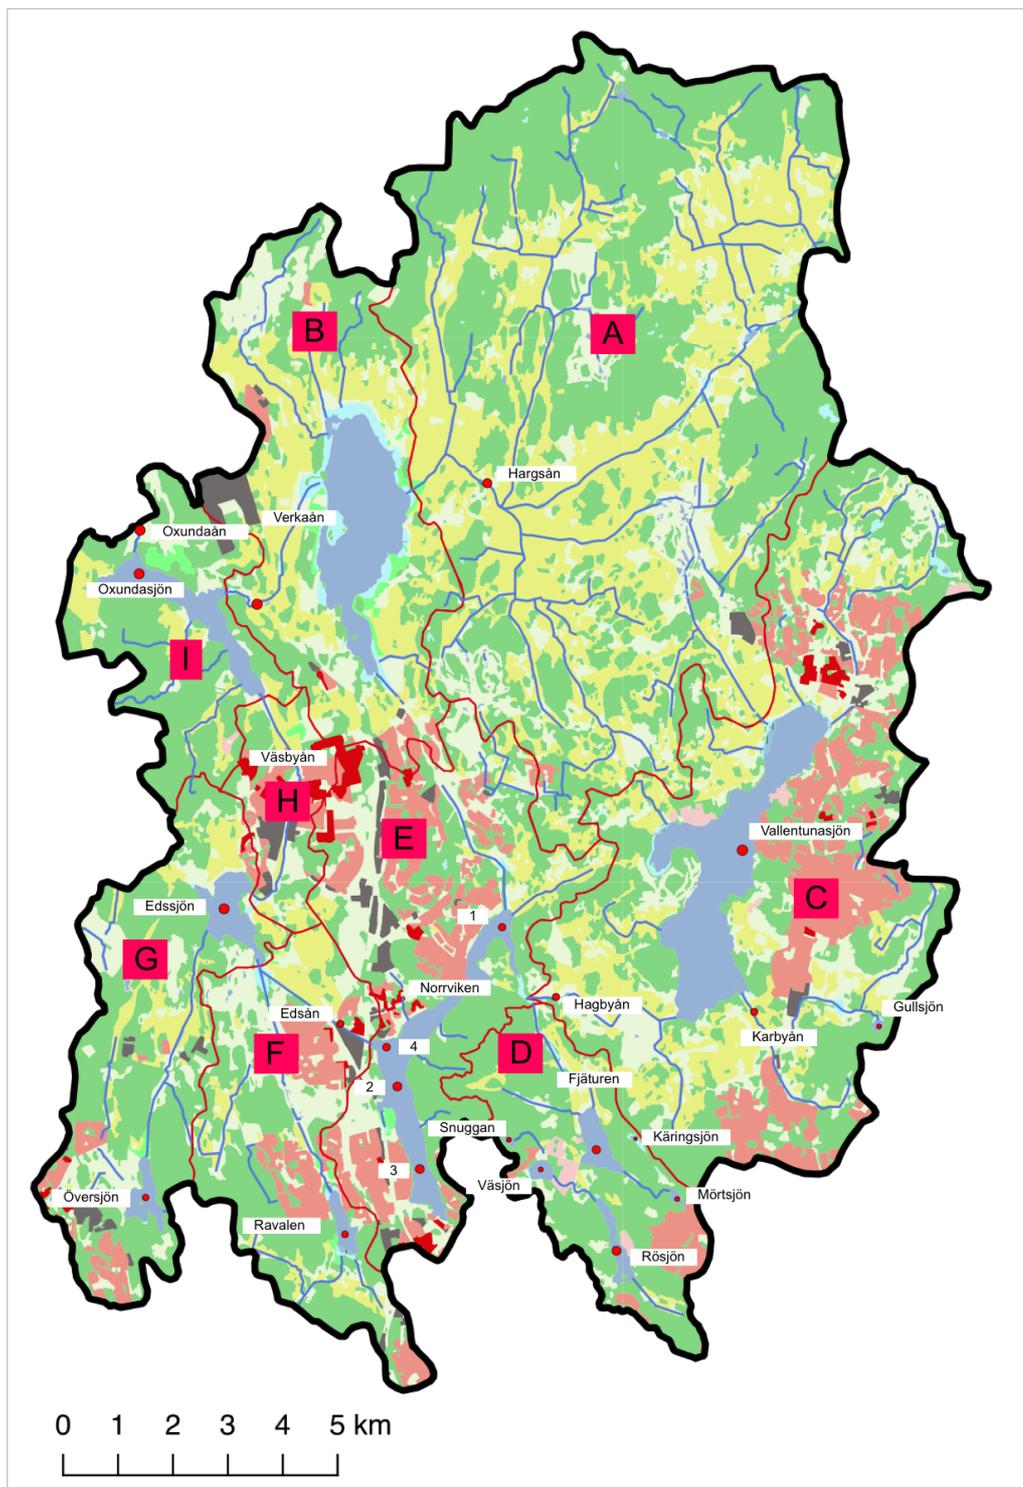 B
A
Hargsån
Verkaån
Oxundaån
Oxundasjön
I
Väsbyån
H
E
Vallentunasjön
C
Edssjön
1
G
Norrviken
Hagbyån
Gullsjön
Edsån
Karbyån
4
D
F
Fjäturen
2
Snuggan
Käringsjön
3
Väsjön
Mörtsjön
Översjön
Ravalen
Rösjön
0 1 2 3 4 5 km